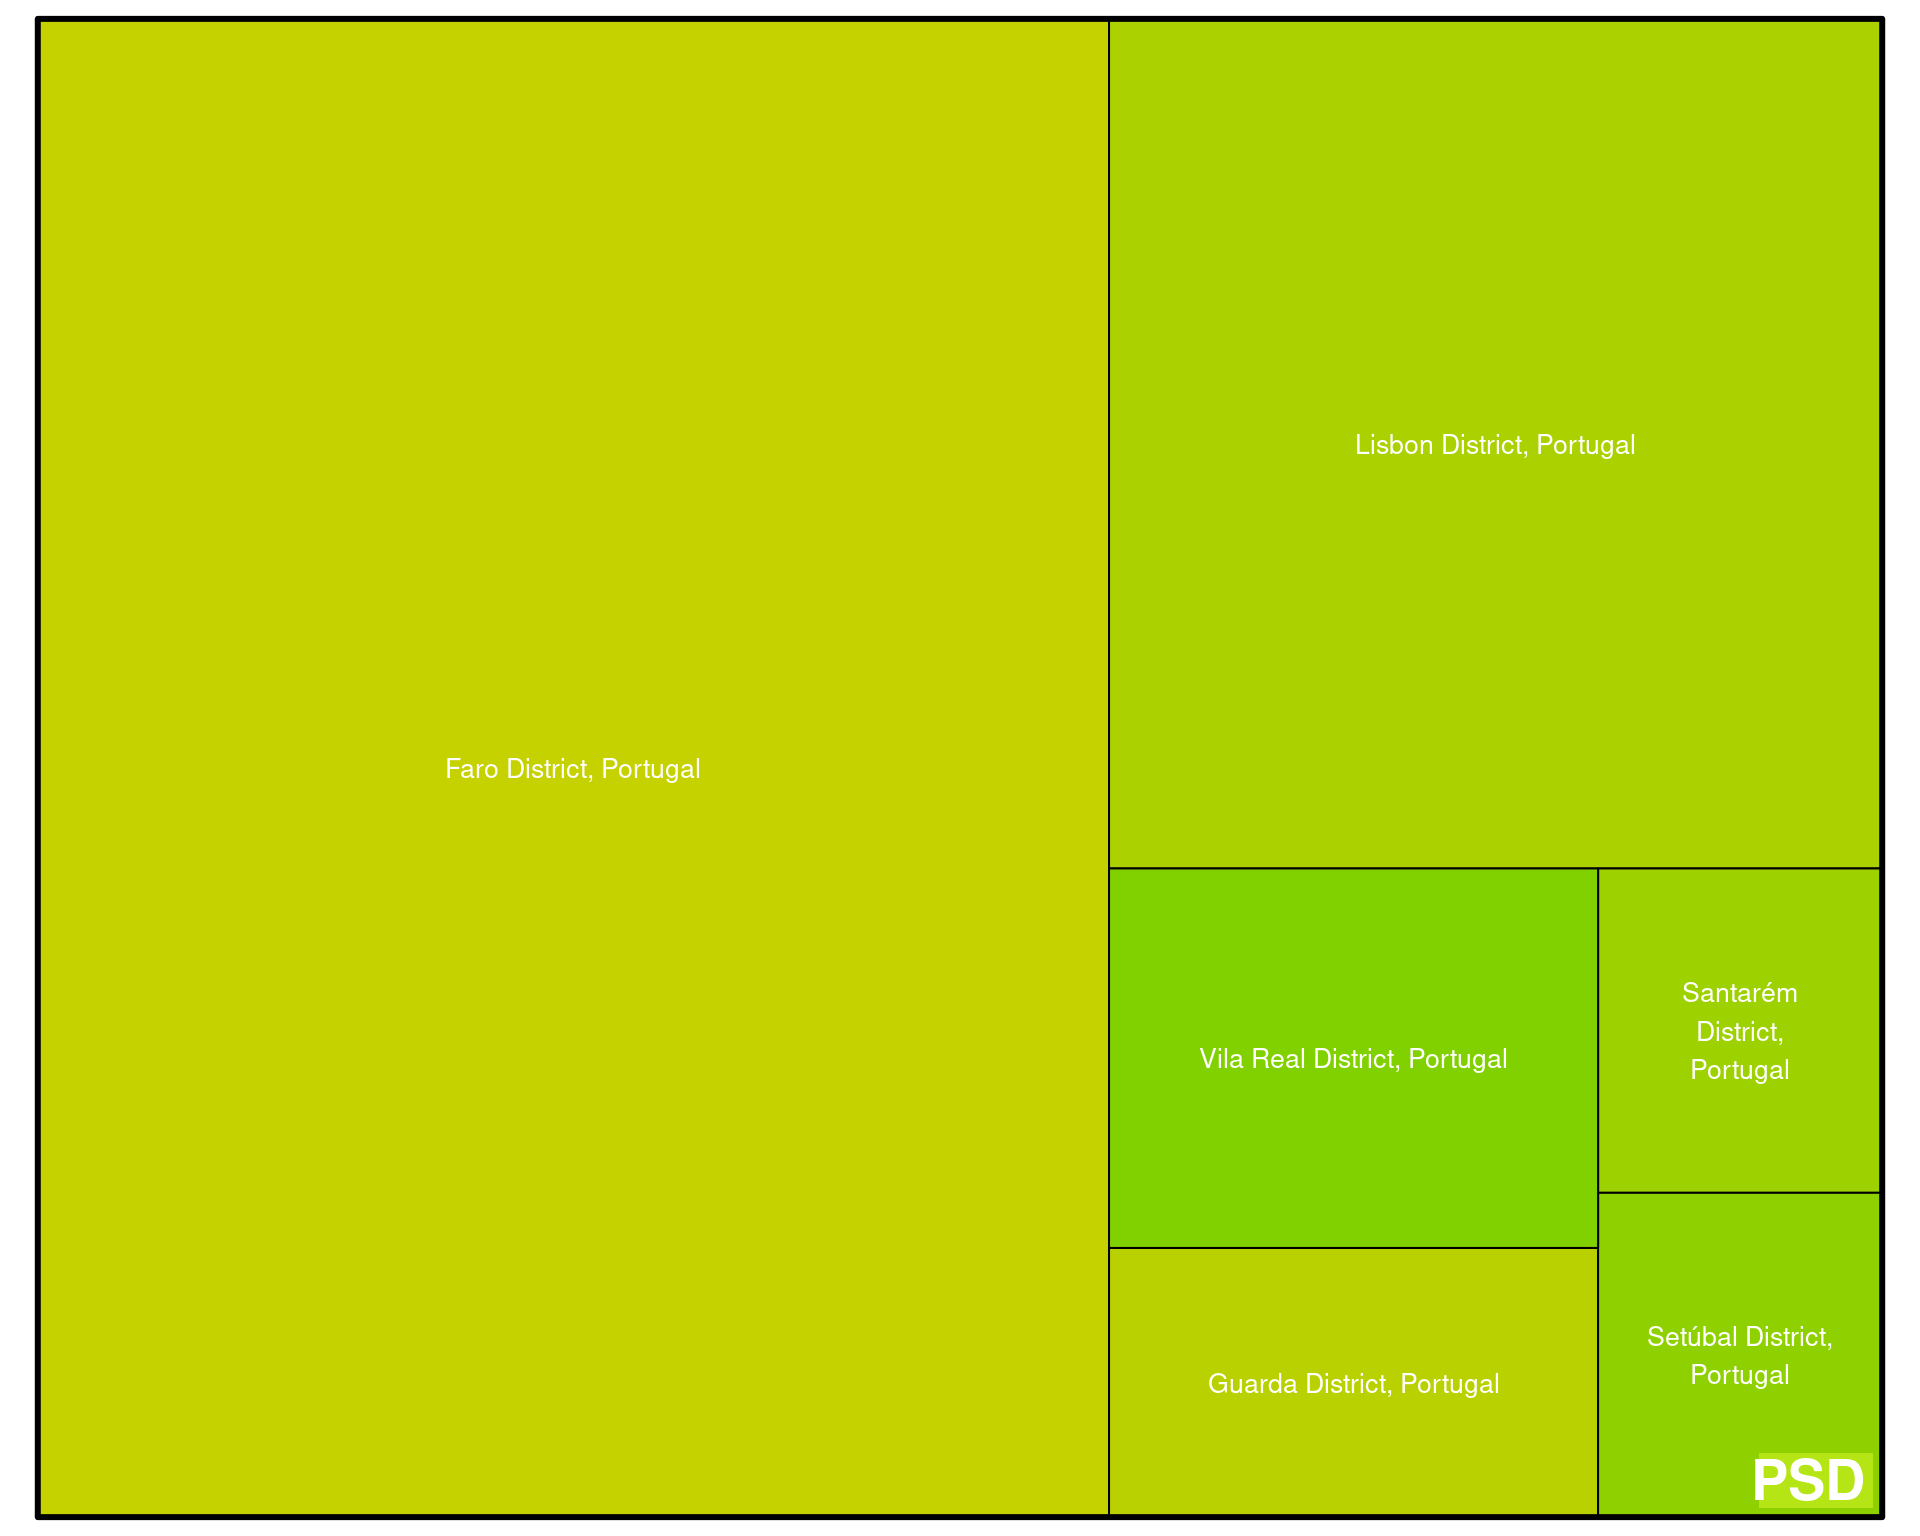 Faro District, Portugal
Lisbon District, Portugal
Vila Real District, Portugal
Santarém
District,
Portugal
Guarda District, Portugal
Setúbal District,
Portugal
PSD